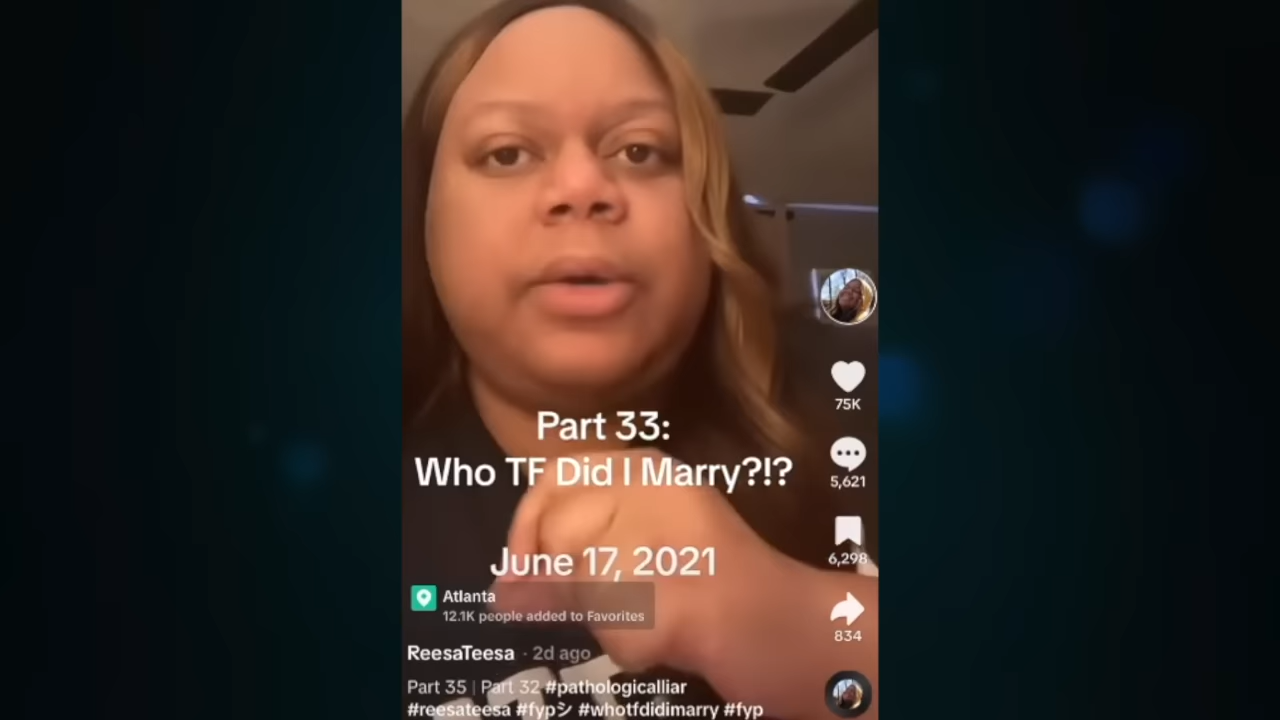 75K
Part 33:
Who TF Did I Marry?!?
5,621
6,298
June 17, 2021
Atlanta
12.1K people added to Favorites
834
ReesaTeesa · 2d ago
Part 35 | Part 32 #pathologicalliar
#reesateesa #fypシ #whotfdidimarry #fyp